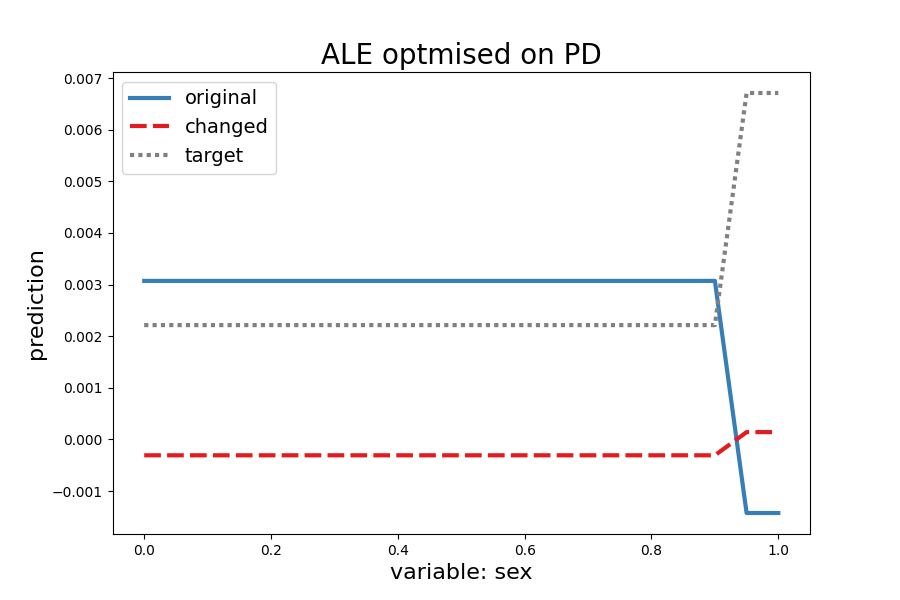 ALE optmised on PD
original
changed
target
0.007
0.006
0.005
0.004
0.003
0.002
0.001
0.000
−0.001
prediction
0.0 0.2 0.4 0.6 0.8 1.0
variable: sex